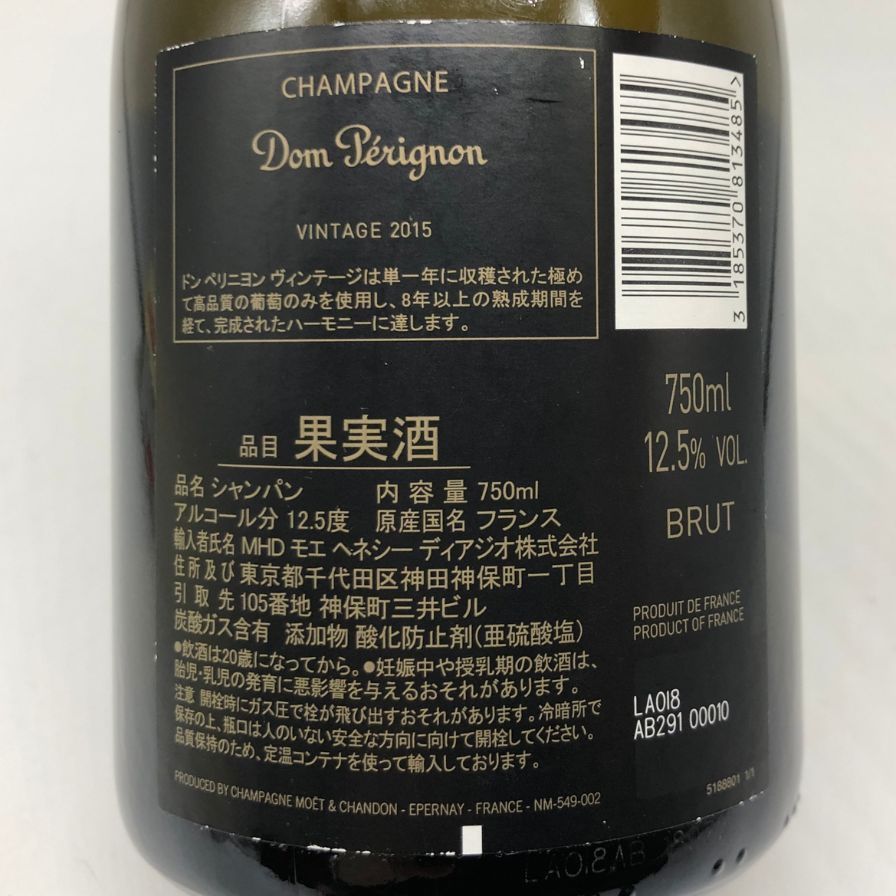 CHAMPAGNE
Dom Pérignon
VINTAGE 2015
ドン ペリニヨン ヴィンテージは単一年に収穫された極め
て高品質の葡萄のみを使用し、8年以上の熟成期間を
経て、完成されたハーモニーに達します。
3 185370 813485 >
品目 果実酒
品名 シャンパン 内容量 750ml
アルコール分 12.5度 原産国名 フランス
輸入者氏名 MHD モエ ヘネシー ディアジオ株式会社
住所及び 東京都千代田区神田神保町一丁目
引取先 105番地 神保町三井ビル
炭酸ガス含有 添加物 酸化防止剤(亜硫酸塩)
●飲酒は20歳になってから。●妊娠中や授乳期の飲酒は、
胎児・乳児の発育に悪影響を与えるおそれがあります。
注意 開栓時にガス圧で栓が飛び出すおそれがあります。冷暗所で
保存の上、瓶口は人のいない安全な方向に向けて開栓してください。
品質保持のため、定温コンテナを使って輸入しております。
PRODUCED BY CHAMPAGNE MOËT & CHANDON - EPERNAY - FRANCE - NM-549-002
750ml
12.5% VOL.
BRUT
PRODUIT DE FRANCE
PRODUCT OF FRANCE
LA018
AB291 00010
5188801 1/1
LA018AB